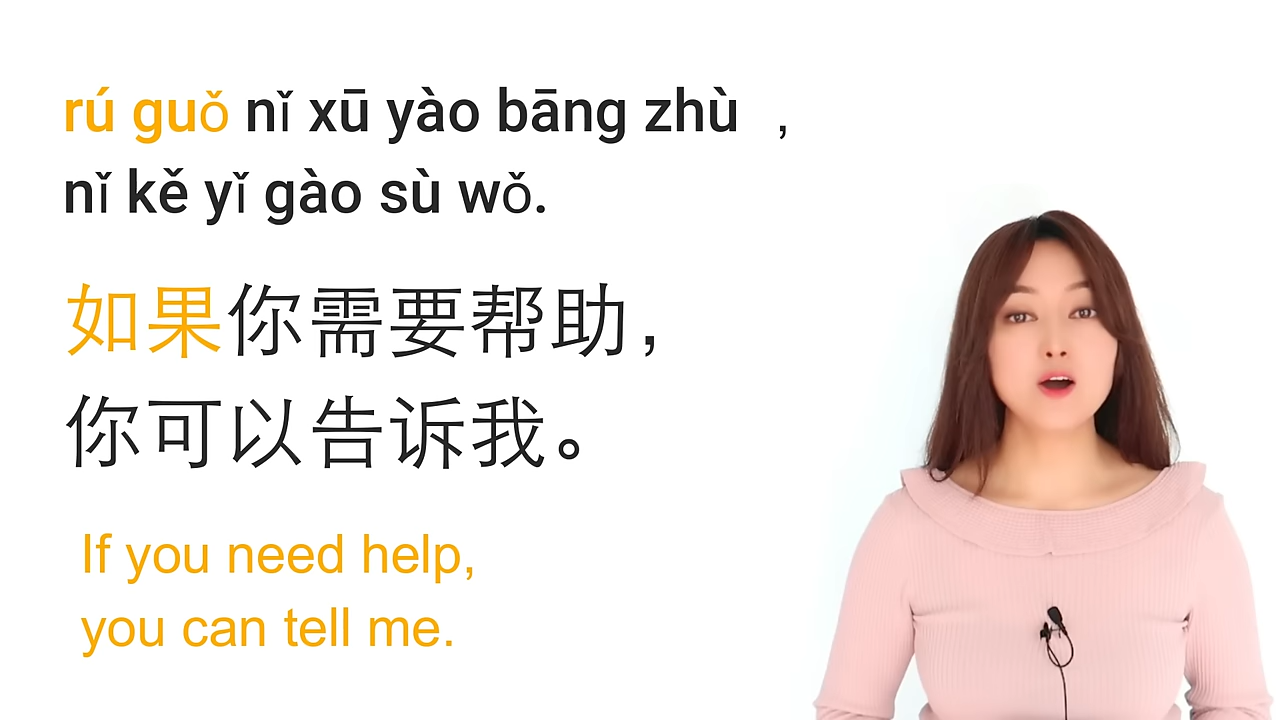 rú guǒ nǐ xū yào bāng zhù ，
nǐ kě yǐ gào sù wǒ.
如果你需要帮助，
你可以告诉我。
If you need help,
you can tell me.